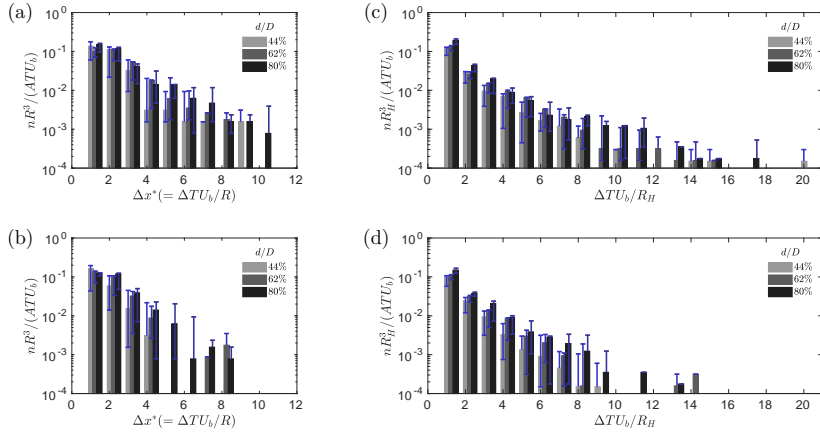 (a)
10^0
10^-1
10^-2
10^-3
10^-4
nR^3/(ATU_b)
d/D
44%
62%
80%
0 2 4 6 8 10 12
Δx*(= ΔTU_b/R)
(c)
10^0
10^-1
10^-2
10^-3
10^-4
nR_H^3/(ATU_b)
d/D
44%
62%
80%
0 2 4 6 8 10 12 14 16 18 20
ΔTU_b/R_H
(b)
10^0
10^-1
10^-2
10^-3
10^-4
nR^3/(ATU_b)
d/D
44%
62%
80%
0 2 4 6 8 10 12
Δx*(= ΔTU_b/R)
(d)
10^0
10^-1
10^-2
10^-3
10^-4
nR_H^3/(ATU_b)
d/D
44%
62%
80%
0 2 4 6 8 10 12 14 16 18 20
ΔTU_b/R_H